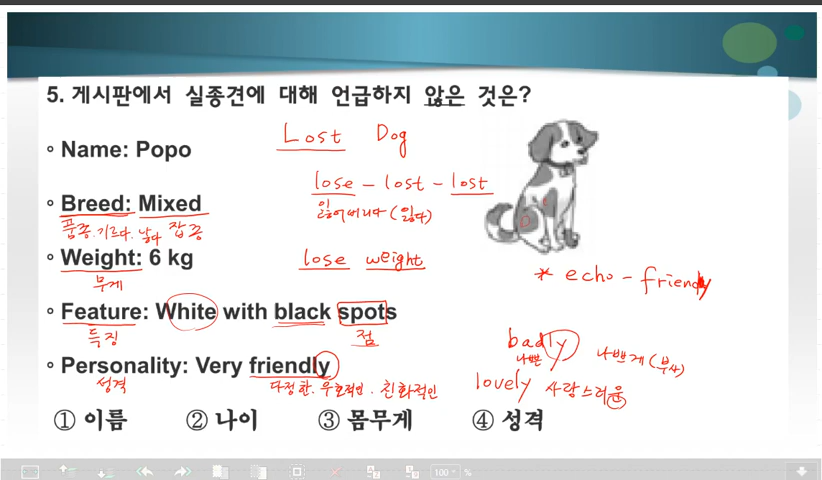 5. 게시판에서 실종견에 대해 언급하지 않은 것은?
Lost Dog
Name: Popo
lose - lost - lost
잃어버리다 (잃다)
Breed: Mixed
품종. 기르다. 낳다 잡종
Weight: 6 kg
무게
lose weight
* echo - friendly
Feature: White with black spots
특징 점
badly
나쁜 나쁘게 (부사)
Personality: Very friendly
성격 다정한. 우호적인. 친화적인
lovely 사랑스러운
① 이름 ② 나이 ③ 몸무게 ④ 성격
100 %